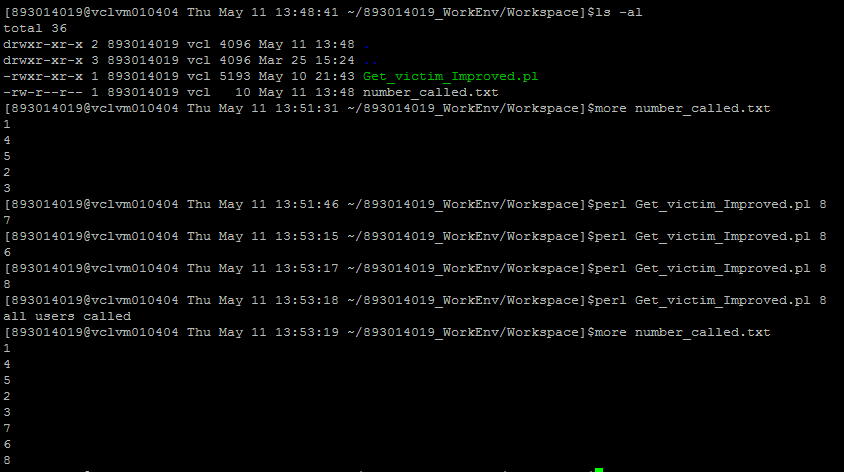 [893014019@vclvm010404 Thu May 11 13:48:41 ~/893014019_WorkEnv/Workspace]$ls -al
total 36
drwxr-xr-x 2 893014019 vcl 4096 May 11 13:48 .
drwxr-xr-x 3 893014019 vcl 4096 Mar 25 15:24 ..
-rwxr-xr-x 1 893014019 vcl 5193 May 10 21:43 Get_victim_Improved.pl
-rw-r--r-- 1 893014019 vcl   10 May 11 13:48 number_called.txt
[893014019@vclvm010404 Thu May 11 13:51:31 ~/893014019_WorkEnv/Workspace]$more number_called.txt
1
4
5
2
3
[893014019@vclvm010404 Thu May 11 13:51:46 ~/893014019_WorkEnv/Workspace]$perl Get_victim_Improved.pl 8
7
[893014019@vclvm010404 Thu May 11 13:53:15 ~/893014019_WorkEnv/Workspace]$perl Get_victim_Improved.pl 8
6
[893014019@vclvm010404 Thu May 11 13:53:17 ~/893014019_WorkEnv/Workspace]$perl Get_victim_Improved.pl 8
8
[893014019@vclvm010404 Thu May 11 13:53:18 ~/893014019_WorkEnv/Workspace]$perl Get_victim_Improved.pl 8
all users called
[893014019@vclvm010404 Thu May 11 13:53:19 ~/893014019_WorkEnv/Workspace]$more number_called.txt
1
4
5
2
3
7
6
8